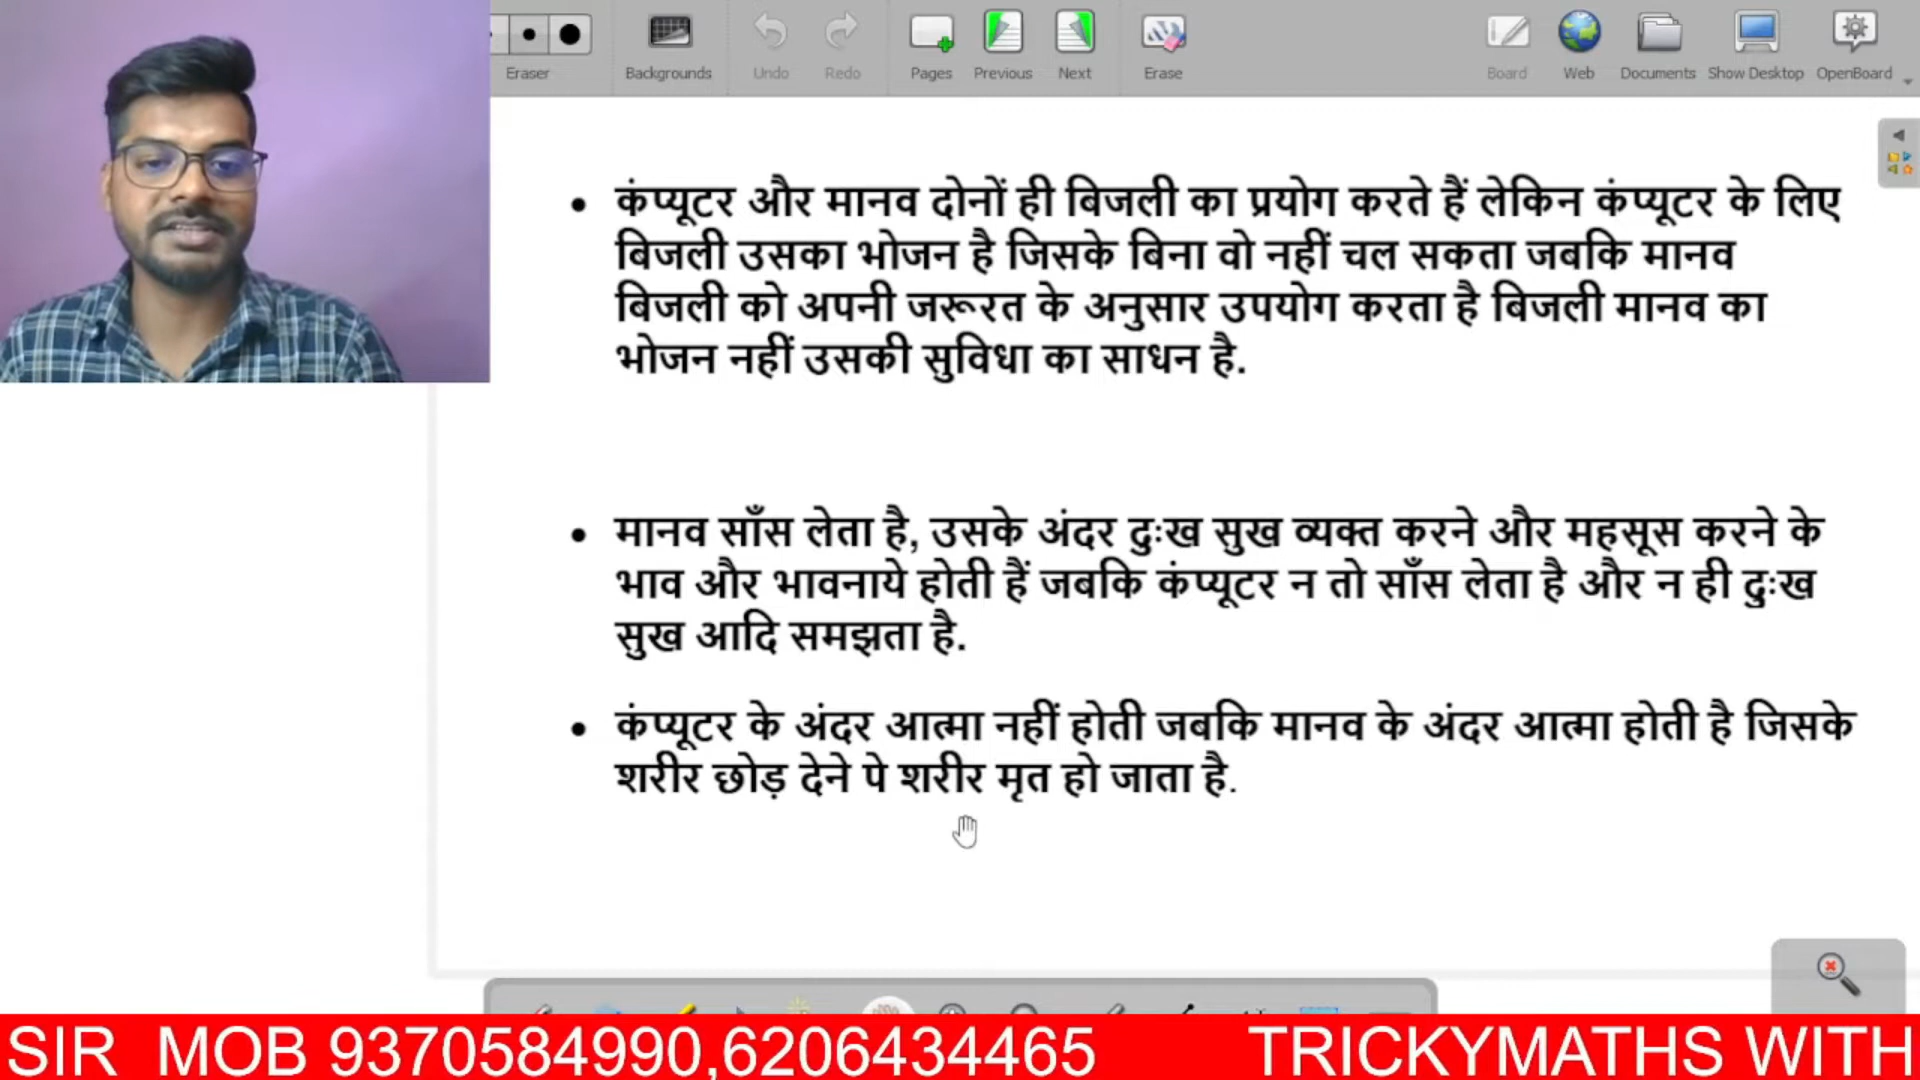 Eraser
Backgrounds
Undo
Redo
Pages
Previous
Next
Erase
Board
Web
Documents
Show Desktop
OpenBoard
• कंप्यूटर और मानव दोनों ही बिजली का प्रयोग करते हैं लेकिन कंप्यूटर के लिए
बिजली उसका भोजन है जिसके बिना वो नहीं चल सकता जबकि मानव
बिजली को अपनी जरूरत के अनुसार उपयोग करता है बिजली मानव का
भोजन नहीं उसकी सुविधा का साधन है.
• मानव साँस लेता है, उसके अंदर दुःख सुख व्यक्त करने और महसूस करने के
भाव और भावनाये होती हैं जबकि कंप्यूटर न तो साँस लेता है और न ही दुःख
सुख आदि समझता है.
• कंप्यूटर के अंदर आत्मा नहीं होती जबकि मानव के अंदर आत्मा होती है जिसके
शरीर छोड़ देने पे शरीर मृत हो जाता है.
SIR MOB 9370584990,6206434465 TRICKYMATHS WITH